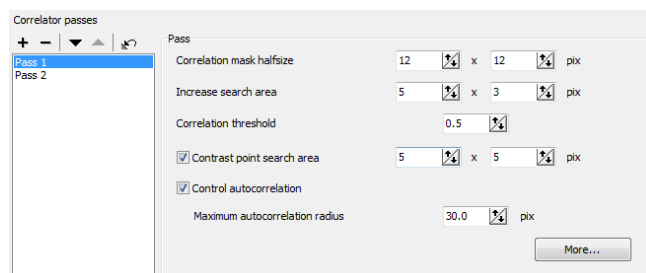 Correlator passes
Pass
Pass 1
Pass 2
Correlation mask halfsize 12 x 12 pix
Increase search area 5 x 3 pix
Correlation threshold 0.5
Contrast point search area 5 x 5 pix
Control autocorrelation
Maximum autocorrelation radius 30.0 pix
More...